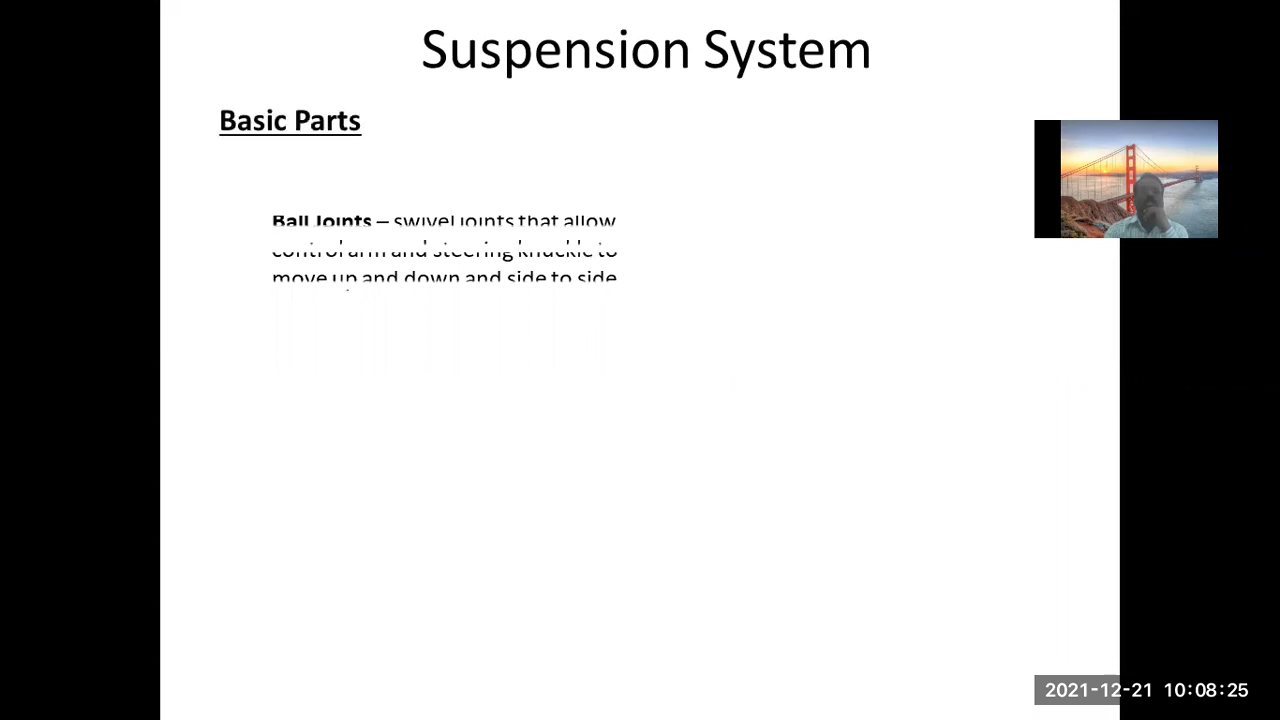 Suspension System
Basic Parts
Ball Joints – swivel joints that allow
control arm and steering knuckle to
move up and down and side to side
2021-12-21 10:08:25